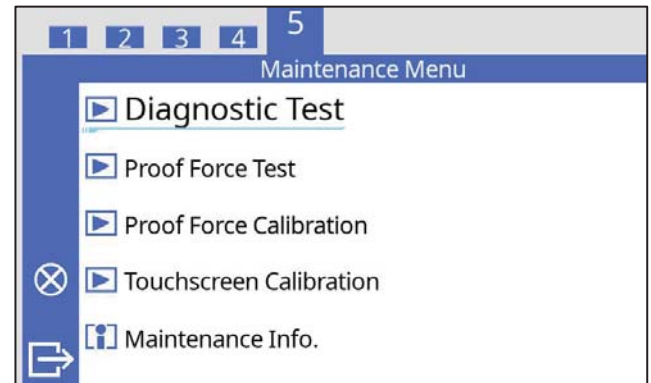 1 2 3 4 5
Maintenance Menu
Diagnostic Test
Proof Force Test
Proof Force Calibration
Touchscreen Calibration
Maintenance Info.